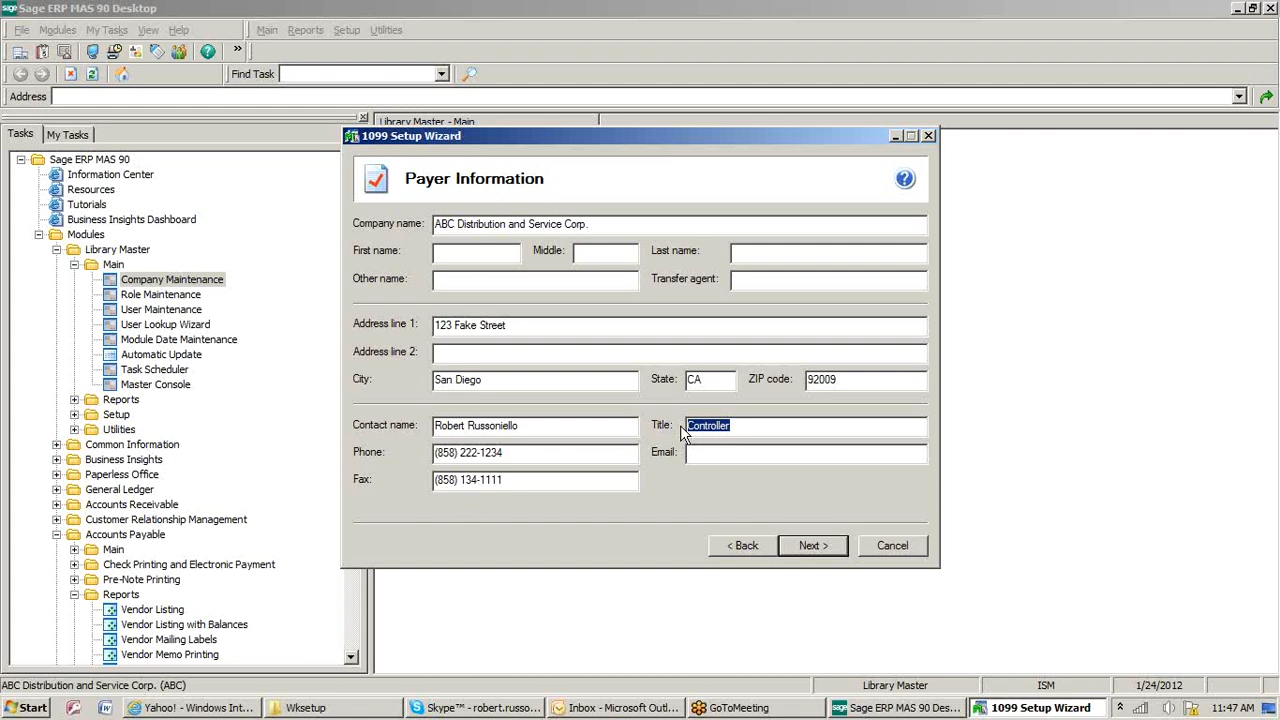 Sage ERP MAS 90 Desktop
File Modules My Tasks View Help Main Reports Setup Utilities
»
Find Task
Address
Tasks My Tasks
Library Master - Main
Sage ERP MAS 90
Information Center
Resources
Tutorials
Business Insights Dashboard
Modules
Library Master
Main
Company Maintenance
Role Maintenance
User Maintenance
User Lookup Wizard
Module Date Maintenance
Automatic Update
Task Scheduler
Master Console
Reports
Setup
Utilities
Common Information
Business Insights
Paperless Office
General Ledger
Accounts Receivable
Customer Relationship Management
Accounts Payable
Main
Check Printing and Electronic Payment
Pre-Note Printing
Reports
Vendor Listing
Vendor Listing with Balances
Vendor Mailing Labels
Vendor Memo Printing
1099 Setup Wizard
Payer Information
Company name: ABC Distribution and Service Corp.
First name: Middle: Last name:
Other name: Transfer agent:
Address line 1: 123 Fake Street
Address line 2:
City: San Diego State: CA ZIP code: 92009
Contact name: Robert Russoniello Title: Controller
Phone: (858) 222-1234 Email:
Fax: (858) 134-1111
< Back Next > Cancel
ABC Distribution and Service Corp. (ABC) Library Master ISM 1/24/2012
Start Yahoo! - Windows Int... Wksetup Skype™ - robert.russo... Inbox - Microsoft Outl... GoToMeeting Sage ERP MAS 90 Des... 1099 Setup Wizard 11:47 AM